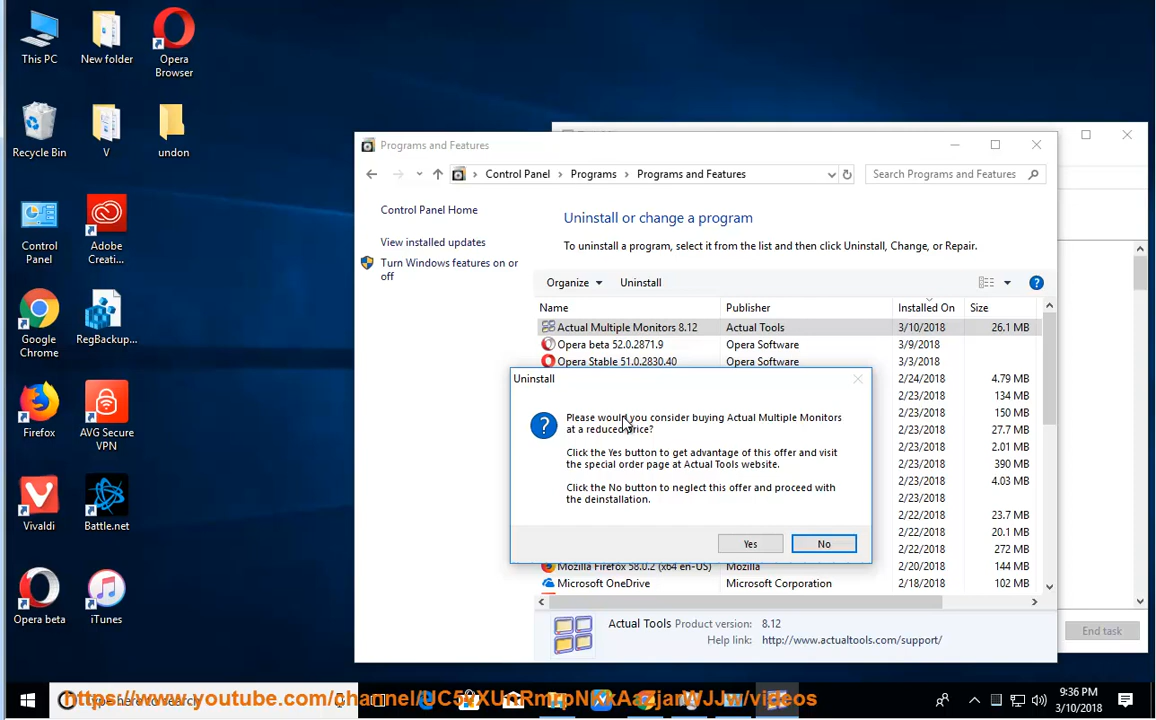 This PC
New folder
Opera
Browser
Recycle Bin
V
undon
Control
Panel
Adobe
Creati...
Google
Chrome
RegBackup...
Firefox
AVG Secure
VPN
Vivaldi
Battle.net
Opera beta
iTunes
Programs and Features
Control Panel > Programs > Programs and Features
Search Programs and Features
Control Panel Home
View installed updates
Turn Windows features on or
off
Uninstall or change a program
To uninstall a program, select it from the list and then click Uninstall, Change, or Repair.
Organize
Uninstall
Name Publisher Installed On Size
Actual Multiple Monitors 8.12 Actual Tools 3/10/2018 26.1 MB
Opera beta 52.0.2871.9 Opera Software 3/9/2018
Opera Stable 51.0.2830.40 Opera Software 3/3/2018
2/24/2018 4.79 MB
2/23/2018 134 MB
2/23/2018 150 MB
2/23/2018 27.7 MB
2/23/2018 2.01 MB
2/23/2018 390 MB
2/23/2018 4.03 MB
2/23/2018
2/22/2018 23.7 MB
2/22/2018 20.1 MB
2/22/2018 272 MB
Mozilla Firefox 58.0.2 (x64 en-US) Mozilla 2/20/2018 144 MB
Microsoft OneDrive Microsoft Corporation 2/18/2018 102 MB
Uninstall
Please would you consider buying Actual Multiple Monitors
at a reduced price?
Click the Yes button to get advantage of this offer and visit
the special order page at Actual Tools website.
Click the No button to neglect this offer and proceed with
the deinstallation.
Yes
No
Actual Tools Product version: 8.12
Help link: http://www.actualtools.com/support/
End task
9:36 PM
3/10/2018